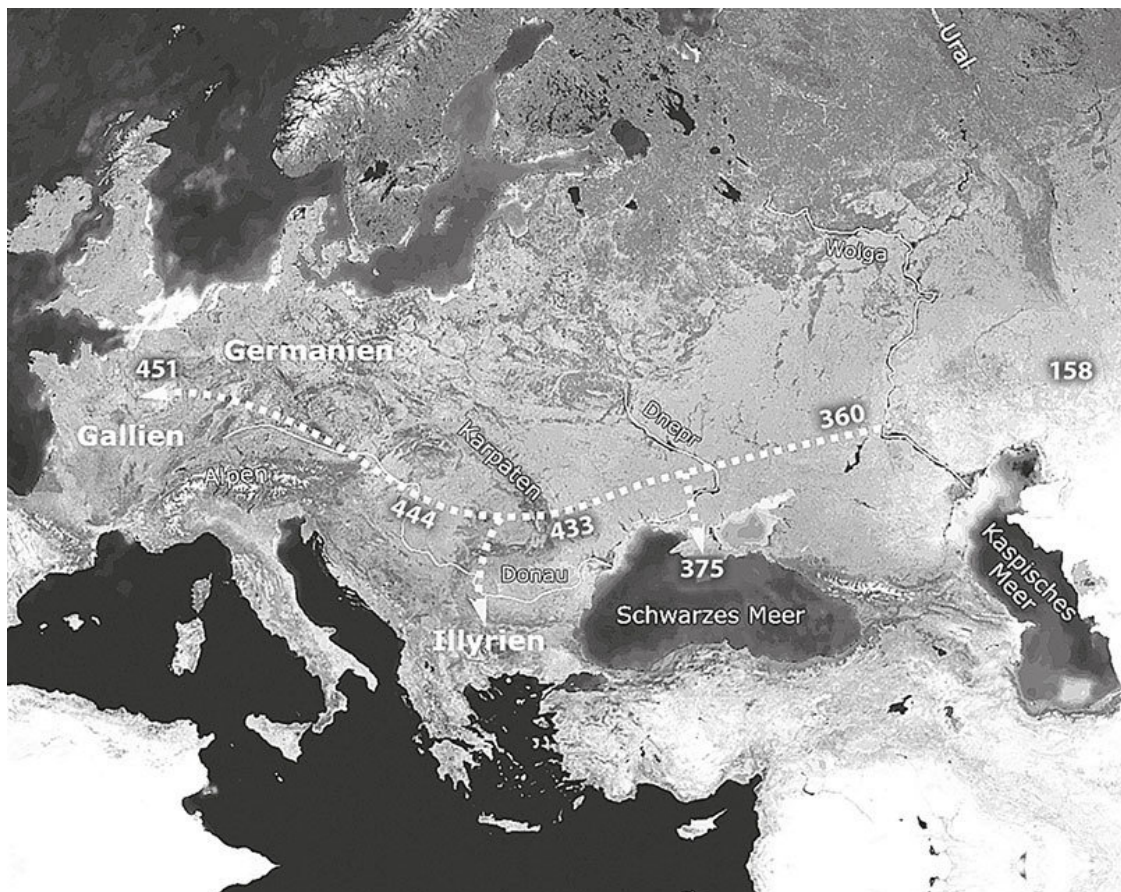 Ural
Wolga
Germanien
451
158
360
Dnepr
Gallien
Karpaten
Alpen
444
433
Kaspisches
Meer
375
Donau
Schwarzes Meer
Illyrien